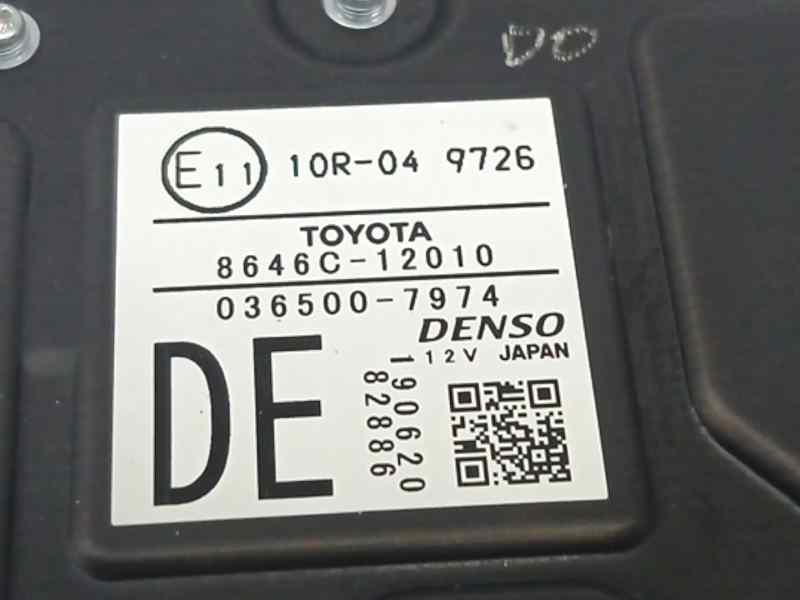 DO
E11 10R-04 9726
TOYOTA
8646C-12010
036500-7974
DENSO
12V JAPAN
DE
190620
82886